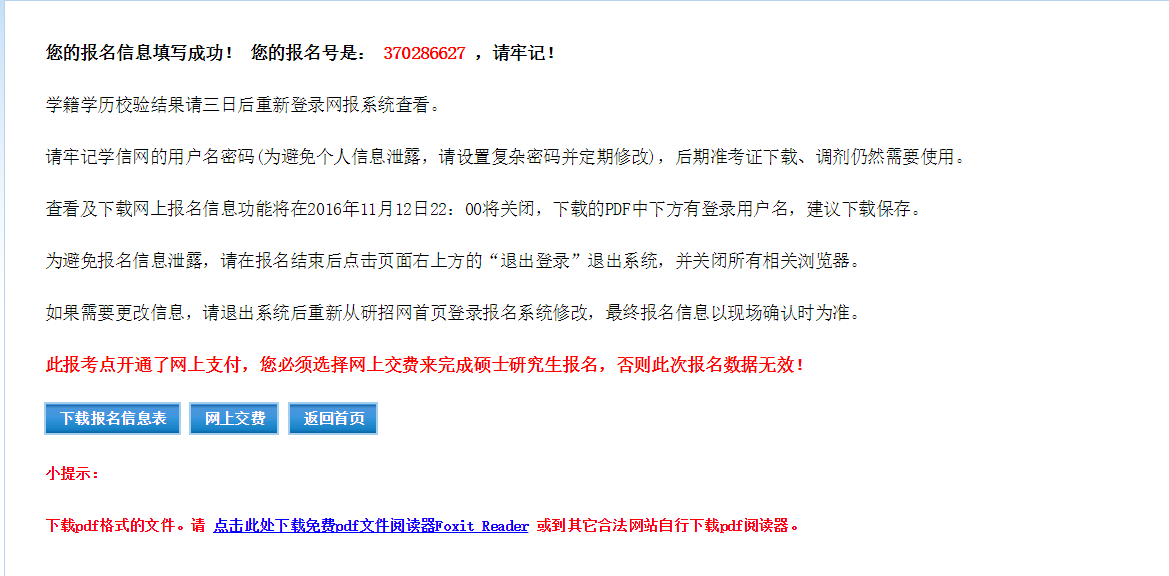 您的报名信息填写成功！ 您的报名号是： 370286627 ，请牢记！
学籍学历校验结果请三日后重新登录网报系统查看。
请牢记学信网的用户名密码(为避免个人信息泄露，请设置复杂密码并定期修改)，后期准考证下载、调剂仍然需要使用。
查看及下载网上报名信息功能将在2016年11月12日22：00将关闭，下载的PDF中下方有登录用户名，建议下载保存。
为避免报名信息泄露，请在报名结束后点击页面右上方的“退出登录”退出系统，并关闭所有相关浏览器。
如果需要更改信息，请退出系统后重新从研招网首页登录报名系统修改，最终报名信息以现场确认时为准。
此报考点开通了网上支付，您必须选择网上交费来完成硕士研究生报名，否则此次报名数据无效！
下载报名信息表 网上交费 返回首页
小提示：
下载pdf格式的文件。请 点击此处下载免费pdf文件阅读器Foxit Reader 或到其它合法网站自行下载pdf阅读器。